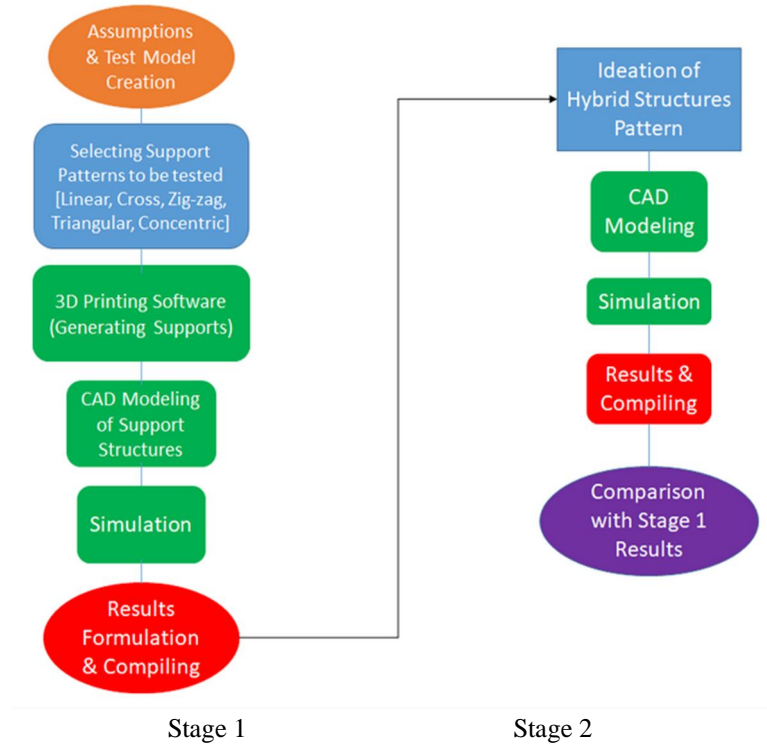 Assumptions
& Test Model
Creation
Selecting Support
Patterns to be tested
[Linear, Cross, Zig-zag,
Triangular, Concentric]
3D Printing Software
(Generating Supports)
CAD Modeling
of Support
Structures
Simulation
Results
Formulation
& Compiling
Stage 1
Ideation of
Hybrid Structures
Pattern
CAD
Modeling
Simulation
Results &
Compiling
Comparison
with Stage 1
Results
Stage 2